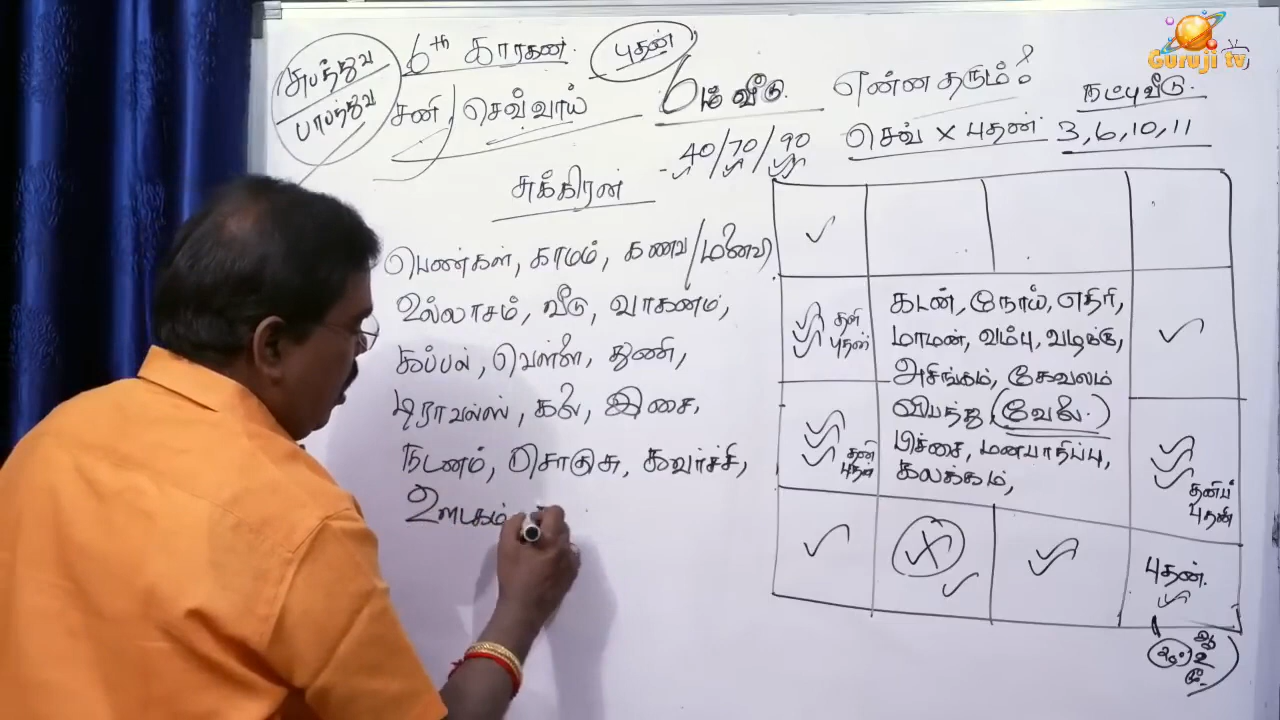 சுபத்துவ
பாபத்துவ
6th காரகன்.
புதன்
சனி, செவ்வாய்
6ம் வீடு.
என்ன தரும்?
நட்பு வீடு.
40/70/90
செவ் x புதன்
3, 6, 10, 11
Guruji tv
சுக்கிரன்
பெண்கள், காமம், கணவ/மனைவி
உல்லாசம், வீடு, வாகனம்,
கப்பல், வெள்ளி, துணி,
டிராவல்ஸ், கலை, இசை,
நடனம், சொகுசு, கவர்ச்சி,
ஊடகம்
தனி
புதன்
கடன், நோய், எதிரி,
மாமன், வம்பு, வழக்கு,
அசிங்கம், கேவலம்
விபத்து, வேலை.
பிச்சை, மனபாதிப்பு,
கலக்கம்,
தனி
புதன்
தனிப்
புதன்
புதன்.